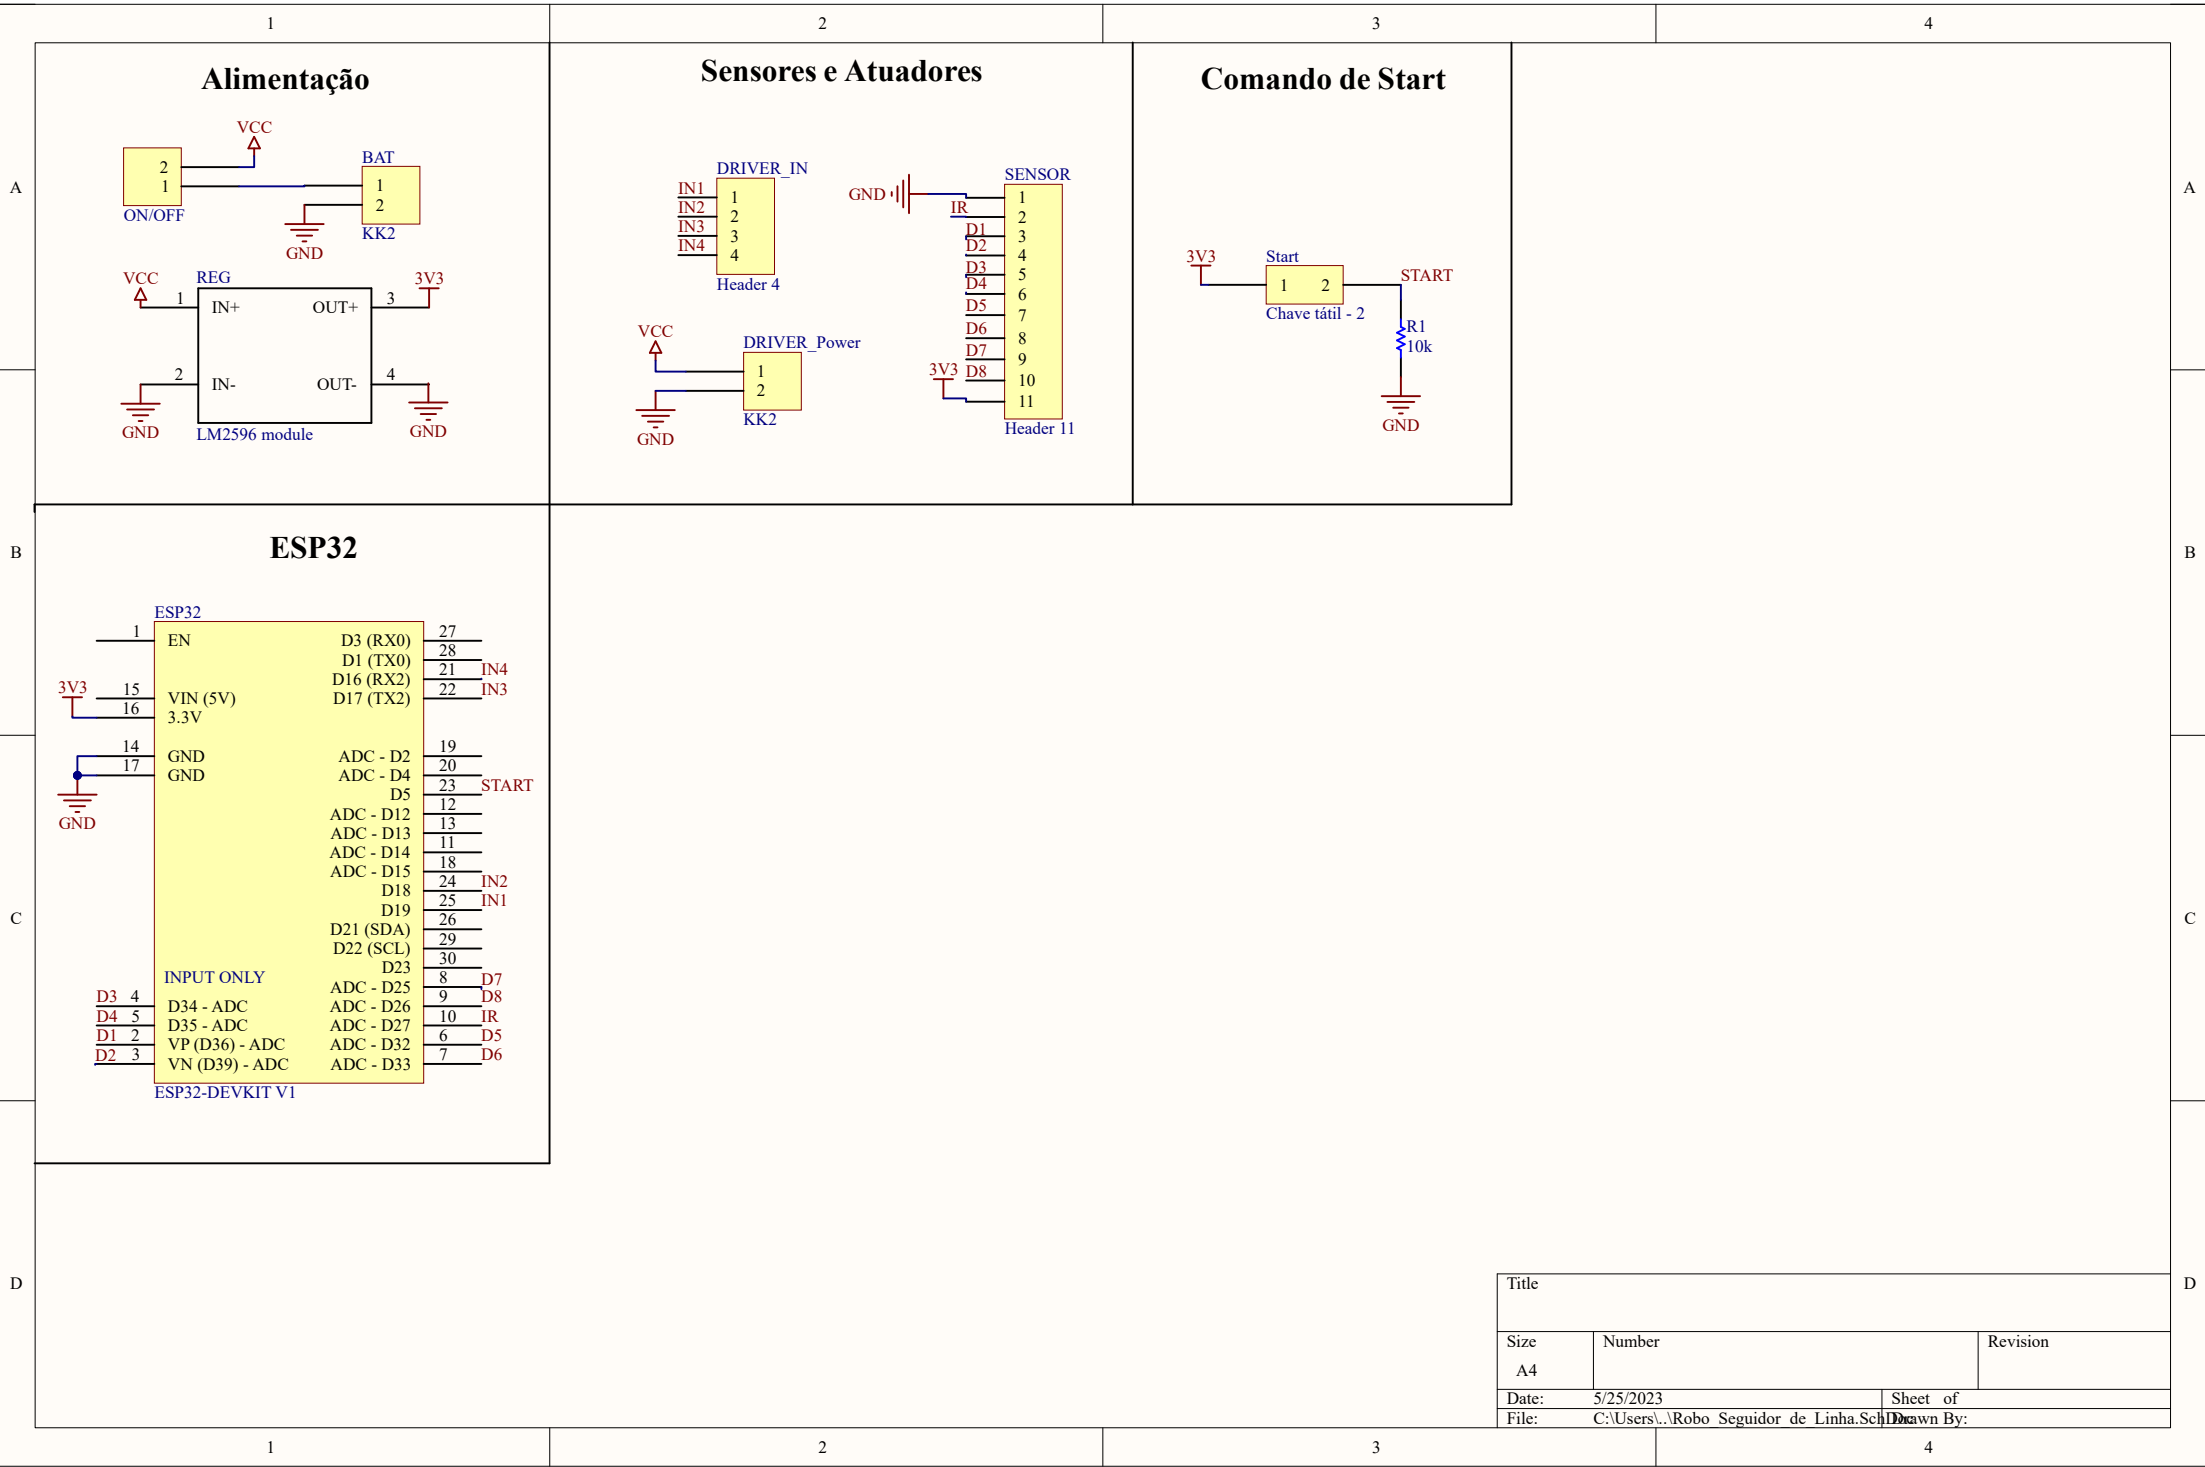 1 2 3 4
Alimentação
VCC
2
1
ON/OFF
BAT
1
2
KK2
GND
VCC
REG
3V3
1 IN+ OUT+ 3
2 IN- OUT- 4
GND
LM2596 module
GND
Sensores e Atuadores
DRIVER_IN
IN1 1
IN2 2
IN3 3
IN4 4
Header 4
VCC
DRIVER_Power
1
2
KK2
GND
SENSOR
GND 1
IR 2
D1 3
D2 4
D3 5
D4 6
D5 7
D6 8
D7 9
D8 10
3V3 11
Header 11
Comando de Start
3V3
Start
1 2
Chave tátil - 2
START
R1
10k
GND
A A
B B
C C
D D
ESP32
ESP32
1 EN
3V3
15 VIN (5V)
16 3.3V
14 GND
17 GND
GND
INPUT ONLY
D3 4 D34 - ADC
D4 5 D35 - ADC
D1 2 VP (D36) - ADC
D2 3 VN (D39) - ADC
D3 (RX0) 27
D1 (TX0) 28
D16 (RX2) 21 IN4
D17 (TX2) 22 IN3
ADC - D2 19
ADC - D4 20
D5 23 START
ADC - D12 12
ADC - D13 13
ADC - D14 11
ADC - D15 18
D18 24 IN2
D19 25 IN1
D21 (SDA) 26
D22 (SCL) 29
D23 30
ADC - D25 8 D7
ADC - D26 9 D8
ADC - D27 10 IR
ADC - D32 6 D5
ADC - D33 7 D6
ESP32-DEVKIT V1
Title
Size Number Revision
A4
Date: 5/25/2023 Sheet of
File: C:\Users\..\Robo_Seguidor_de_Linha.SchDoc Drawn By:
1 2 3 4